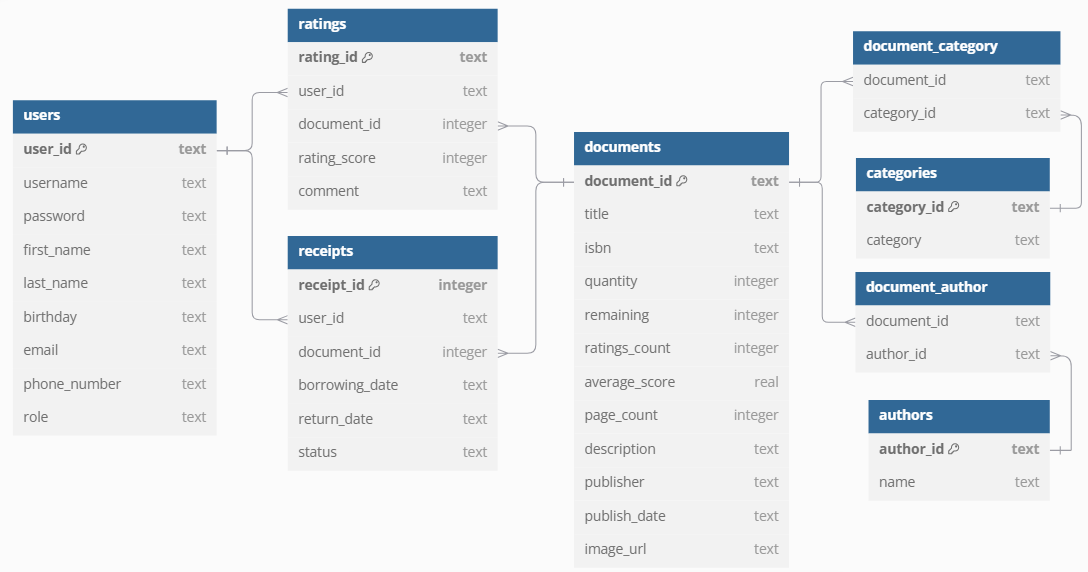 users
user_id text
username text
password text
first_name text
last_name text
birthday text
email text
phone_number text
role text
ratings
rating_id text
user_id text
document_id integer
rating_score integer
comment text
receipts
receipt_id integer
user_id text
document_id integer
borrowing_date text
return_date text
status text
documents
document_id text
title text
isbn text
quantity integer
remaining integer
ratings_count integer
average_score real
page_count integer
description text
publisher text
publish_date text
image_url text
document_category
document_id text
category_id text
categories
category_id text
category text
document_author
document_id text
author_id text
authors
author_id text
name text